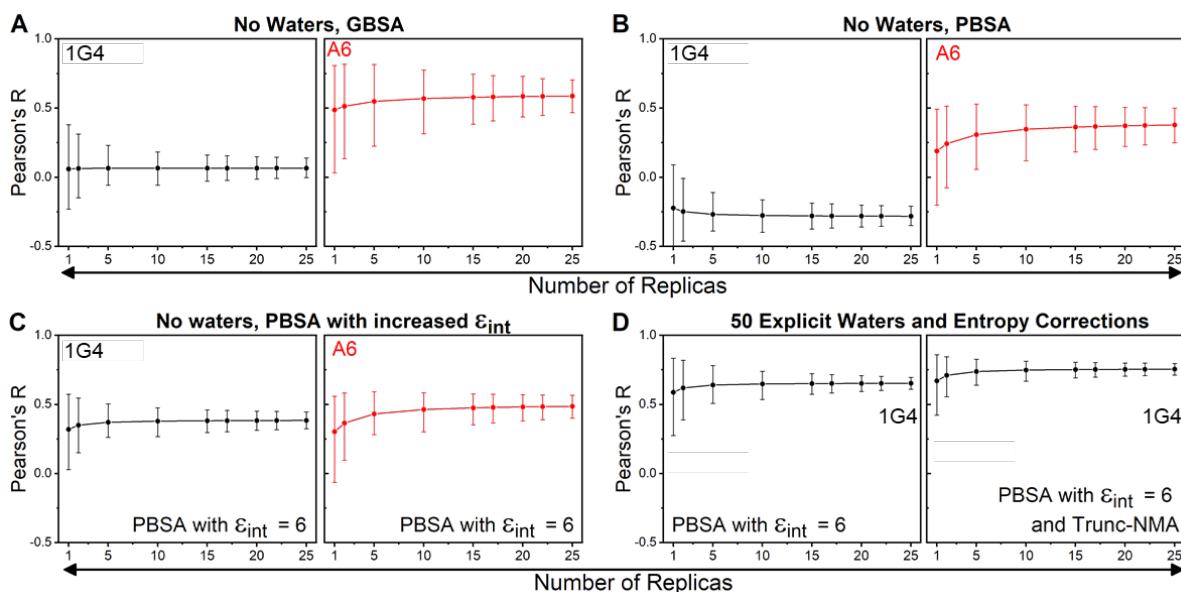 A No Waters, GBSA
1.0
0.5
0.0
-0.5
Pearson's R
1G4
A6
1 5 10 15 20 25
1 5 10 15 20 25
B No Waters, PBSA
1.0
0.5
0.0
-0.5
Pearson's R
1G4
A6
1 5 10 15 20 25
1 5 10 15 20 25
Number of Replicas
C No waters, PBSA with increased εint
1.0
0.5
0.0
-0.5
Pearson's R
1G4
A6
PBSA with εint = 6
PBSA with εint = 6
1 5 10 15 20 25
1 5 10 15 20 25
D 50 Explicit Waters and Entropy Corrections
1.0
0.5
0.0
-0.5
Pearson's R
1G4
1G4
PBSA with εint = 6
PBSA with εint = 6
and Trunc-NMA
1 5 10 15 20 25
1 5 10 15 20 25
Number of Replicas